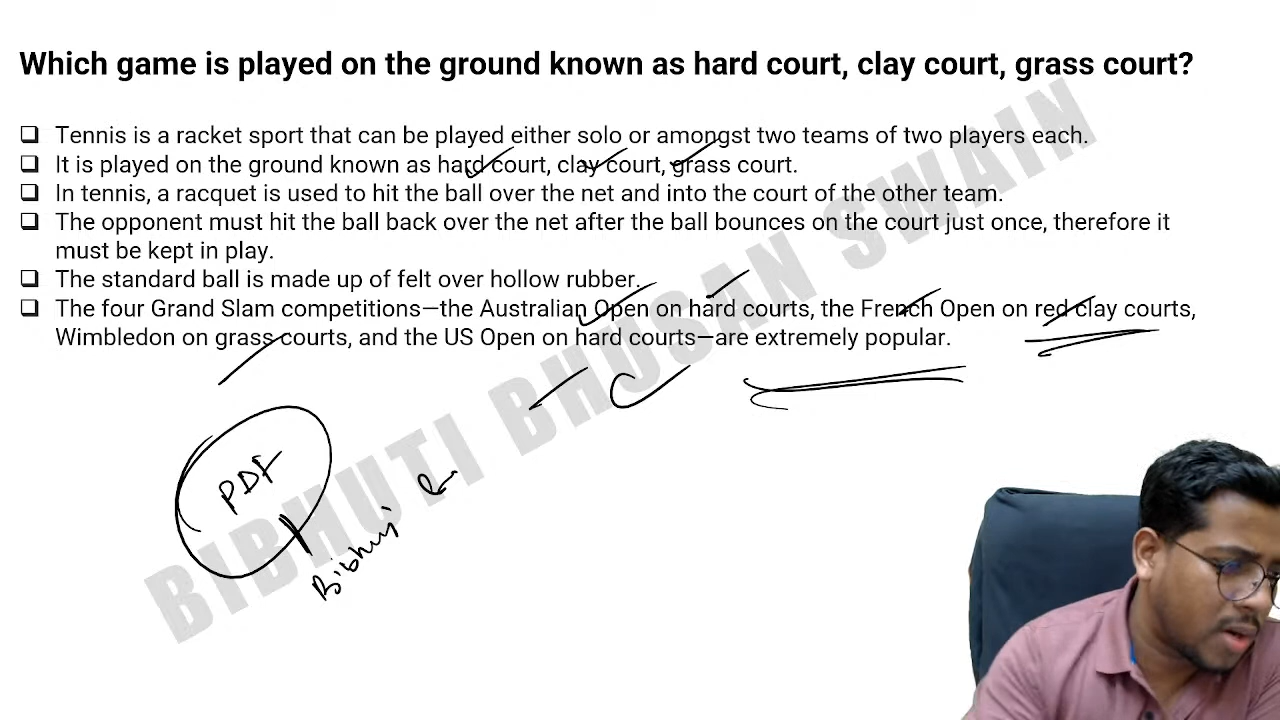 Which game is played on the ground known as hard court, clay court, grass court?
Tennis is a racket sport that can be played either solo or amongst two teams of two players each.
It is played on the ground known as hard court, clay court, grass court.
In tennis, a racquet is used to hit the ball over the net and into the court of the other team.
The opponent must hit the ball back over the net after the ball bounces on the court just once, therefore it
must be kept in play.
The standard ball is made up of felt over hollow rubber.
The four Grand Slam competitions—the Australian Open on hard courts, the French Open on red clay courts,
Wimbledon on grass courts, and the US Open on hard courts—are extremely popular.
PDF
BIBHUTI BHUSAN SWAIN